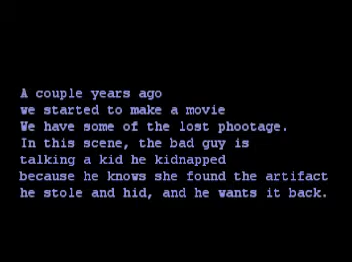 A couple years ago
we started to make a movie
We have some of the lost phootage.
In this scene, the bad guy is
talking a kid he kidnapped
because he knows she found the artifact
he stole and hid, and he wants it back.